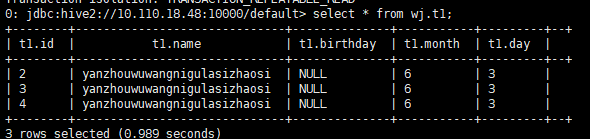 Transaction isolation: TRANSACTION_REPEATABLE_READ
0: jdbc:hive2://10.110.18.48:10000/default> select * from wj.t1;
+--------+---------------------------+--------------+-----------+---------+--+
| t1.id | t1.name | t1.birthday | t1.month | t1.day |
+--------+---------------------------+--------------+-----------+---------+--+
| 2 | yanzhouwuwangnigulasizhaosi | NULL | 6 | 3 |
| 3 | yanzhouwuwangnigulasizhaosi | NULL | 6 | 3 |
| 4 | yanzhouwuwangnigulasizhaosi | NULL | 6 | 3 |
+--------+---------------------------+--------------+-----------+---------+--+
3 rows selected (0.989 seconds)